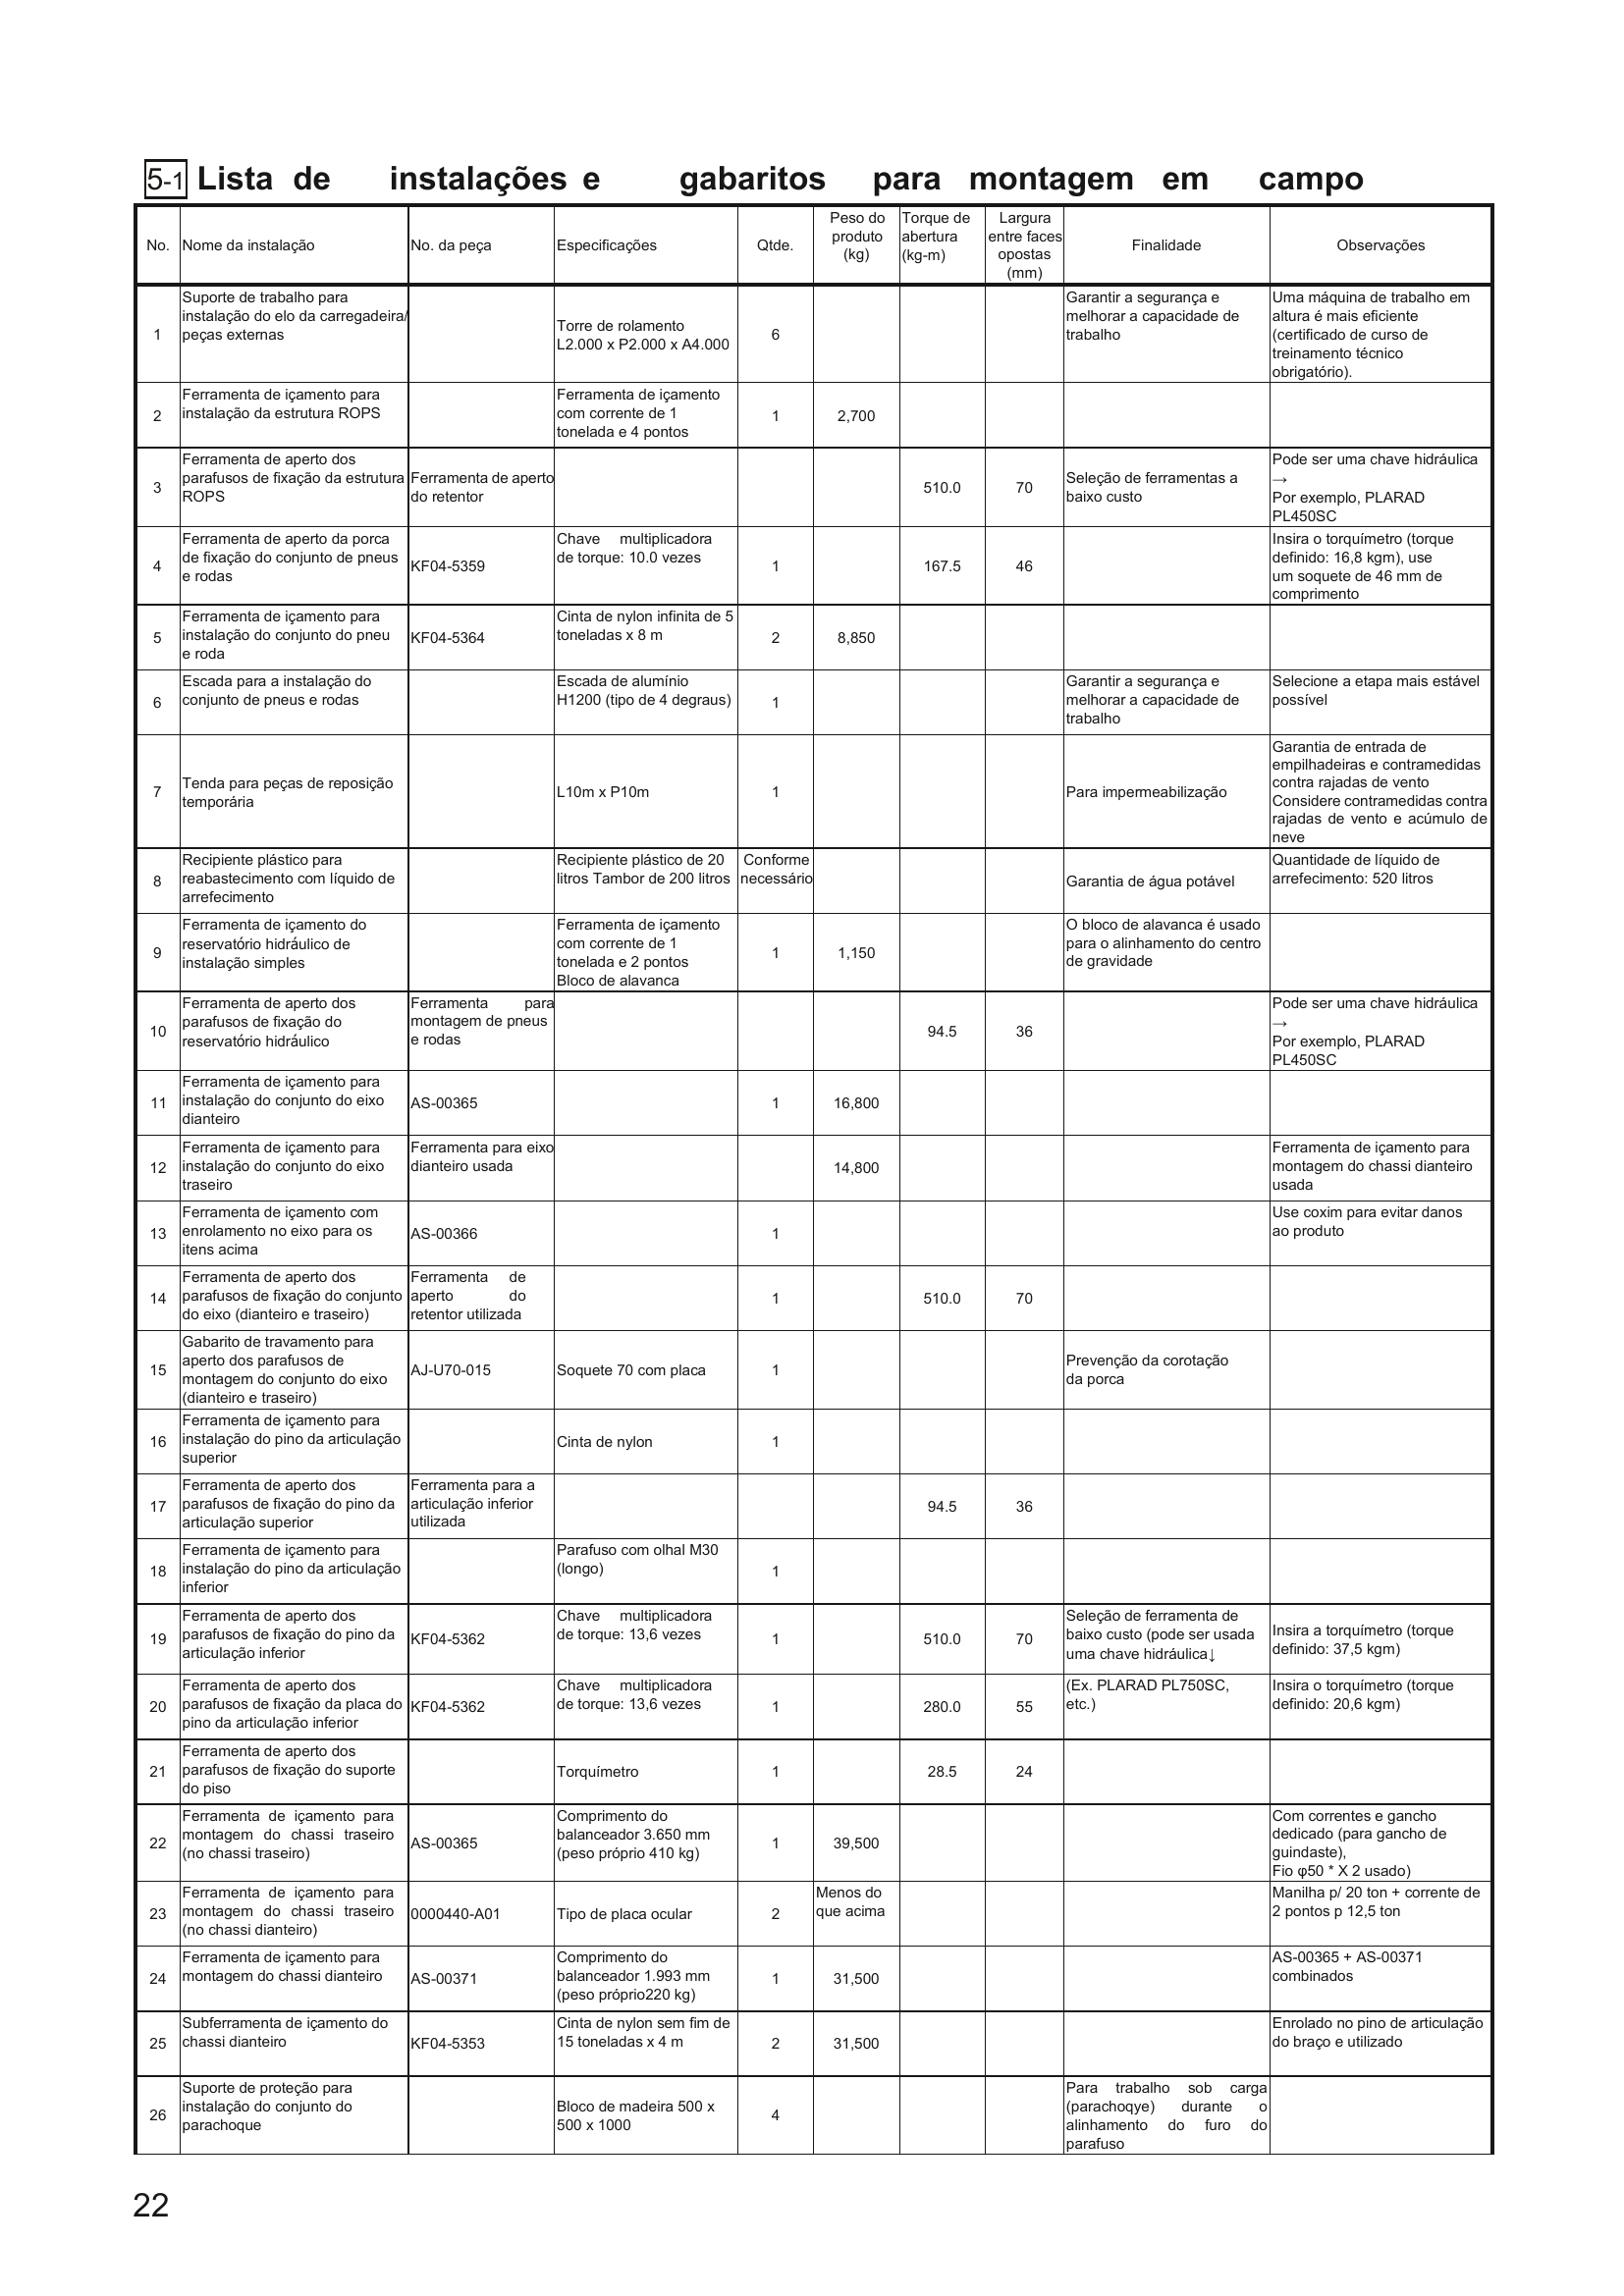 5-1 Lista de instalações e gabaritos para montagem em campo
No. Nome da instalação No. da peça Especificações Qtde. Peso do produto (kg) Torque de abertura (kg-m) Largura entre faces opostas (mm) Finalidade Observações
1 Suporte de trabalho para instalação do elo da carregadeira/ peças externas Torre de rolamento L2.000 x P2.000 x A4.000 6 Garantir a segurança e melhorar a capacidade de trabalho Uma máquina de trabalho em altura é mais eficiente (certificado de curso de treinamento técnico obrigatório).
2 Ferramenta de içamento para instalação da estrutura ROPS Ferramenta de içamento com corrente de 1 tonelada e 4 pontos 1 2,700
3 Ferramenta de aperto dos parafusos de fixação da estrutura ROPS Ferramenta de aperto do retentor 510.0 70 Seleção de ferramentas a baixo custo Pode ser uma chave hidráulica → Por exemplo, PLARAD PL450SC
4 Ferramenta de aperto da porca de fixação do conjunto de pneus e rodas KF04-5359 Chave multiplicadora de torque: 10.0 vezes 1 167.5 46 Insira o torquímetro (torque definido: 16,8 kgm), use um soquete de 46 mm de comprimento
5 Ferramenta de içamento para instalação do conjunto do pneu e roda KF04-5364 Cinta de nylon infinita de 5 toneladas x 8 m 2 8,850
6 Escada para a instalação do conjunto de pneus e rodas Escada de alumínio H1200 (tipo de 4 degraus) 1 Garantir a segurança e melhorar a capacidade de trabalho Selecione a etapa mais estável possível
7 Tenda para peças de reposição temporária L10m x P10m 1 Para impermeabilização Garantia de entrada de empilhadeiras e contramedidas contra rajadas de vento Considere contramedidas contra rajadas de vento e acúmulo de neve
8 Recipiente plástico para reabastecimento com líquido de arrefecimento Recipiente plástico de 20 litros Tambor de 200 litros Conforme necessário Garantia de água potável Quantidade de líquido de arrefecimento: 520 litros
9 Ferramenta de içamento do reservatório hidráulico de instalação simples Ferramenta de içamento com corrente de 1 tonelada e 2 pontos Bloco de alavanca 1 1,150 O bloco de alavanca é usado para o alinhamento do centro de gravidade
10 Ferramenta de aperto dos parafusos de fixação do reservatório hidráulico Ferramenta para montagem de pneus e rodas 94.5 36 Pode ser uma chave hidráulica → Por exemplo, PLARAD PL450SC
11 Ferramenta de içamento para instalação do conjunto do eixo dianteiro AS-00365 1 16,800
12 Ferramenta de içamento para instalação do conjunto do eixo traseiro Ferramenta para eixo dianteiro usada 14,800 Ferramenta de içamento para montagem do chassi dianteiro usada
13 Ferramenta de içamento com enrolamento no eixo para os itens acima AS-00366 1 Use coxim para evitar danos ao produto
14 Ferramenta de aperto dos parafusos de fixação do conjunto do eixo (dianteiro e traseiro) Ferramenta de aperto do retentor utilizada 1 510.0 70
15 Gabarito de travamento para aperto dos parafusos de montagem do conjunto do eixo (dianteiro e traseiro) AJ-U70-015 Soquete 70 com placa 1 Prevenção da corotação da porca
16 Ferramenta de içamento para instalação do pino da articulação superior Cinta de nylon 1
17 Ferramenta de aperto dos parafusos de fixação do pino da articulação superior Ferramenta para a articulação inferior utilizada 94.5 36
18 Ferramenta de içamento para instalação do pino da articulação inferior Parafuso com olhal M30 (longo) 1
19 Ferramenta de aperto dos parafusos de fixação do pino da articulação inferior KF04-5362 Chave multiplicadora de torque: 13,6 vezes 1 510.0 70 Seleção de ferramenta de baixo custo (pode ser usada uma chave hidráulica↓ Insira a torquímetro (torque definido: 37,5 kgm)
20 Ferramenta de aperto dos parafusos de fixação da placa do pino da articulação inferior KF04-5362 Chave multiplicadora de torque: 13,6 vezes 1 280.0 55 (Ex. PLARAD PL750SC, etc.) Insira o torquímetro (torque definido: 20,6 kgm)
21 Ferramenta de aperto dos parafusos de fixação do suporte do piso Torquímetro 1 28.5 24
22 Ferramenta de içamento para montagem do chassi traseiro (no chassi traseiro) AS-00365 Comprimento do balanceador 3.650 mm (peso próprio 410 kg) 1 39,500 Com correntes e gancho dedicado (para gancho de guindaste), Fio φ50 * X 2 usado)
23 Ferramenta de içamento para montagem do chassi traseiro (no chassi dianteiro) 0000440-A01 Tipo de placa ocular 2 Menos do que acima Manilha p/ 20 ton + corrente de 2 pontos p 12,5 ton
24 Ferramenta de içamento para montagem do chassi dianteiro AS-00371 Comprimento do balanceador 1.993 mm (peso próprio220 kg) 1 31,500 AS-00365 + AS-00371 combinados
25 Subferramenta de içamento do chassi dianteiro KF04-5353 Cinta de nylon sem fim de 15 toneladas x 4 m 2 31,500 Enrolado no pino de articulação do braço e utilizado
26 Suporte de proteção para instalação do conjunto do parachoque Bloco de madeira 500 x 500 x 1000 4 Para trabalho sob carga (parachoqye) durante o alinhamento do furo do parafuso
22